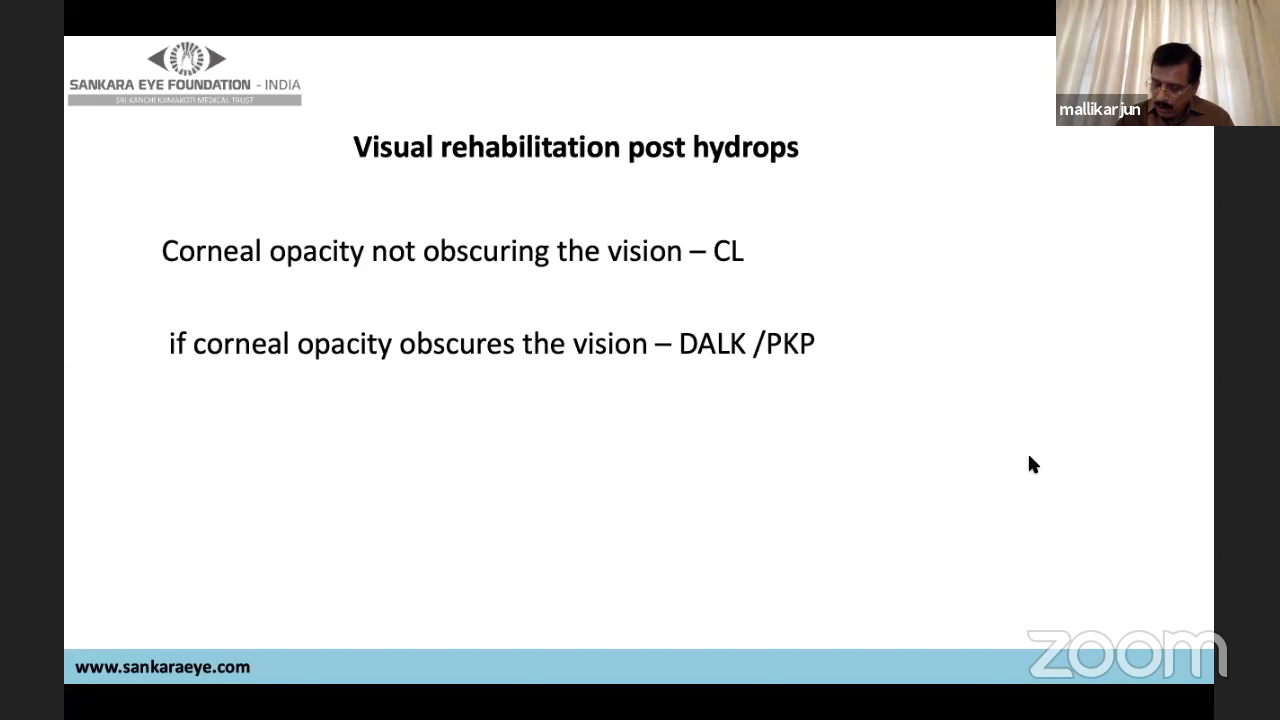 SANKARA EYE FOUNDATION - INDIA
SRI KANCHI KAMAKOTI MEDICAL TRUST
mallikarjun
Visual rehabilitation post hydrops
Corneal opacity not obscuring the vision – CL
if corneal opacity obscures the vision – DALK /PKP
www.sankaraeye.com
zoom